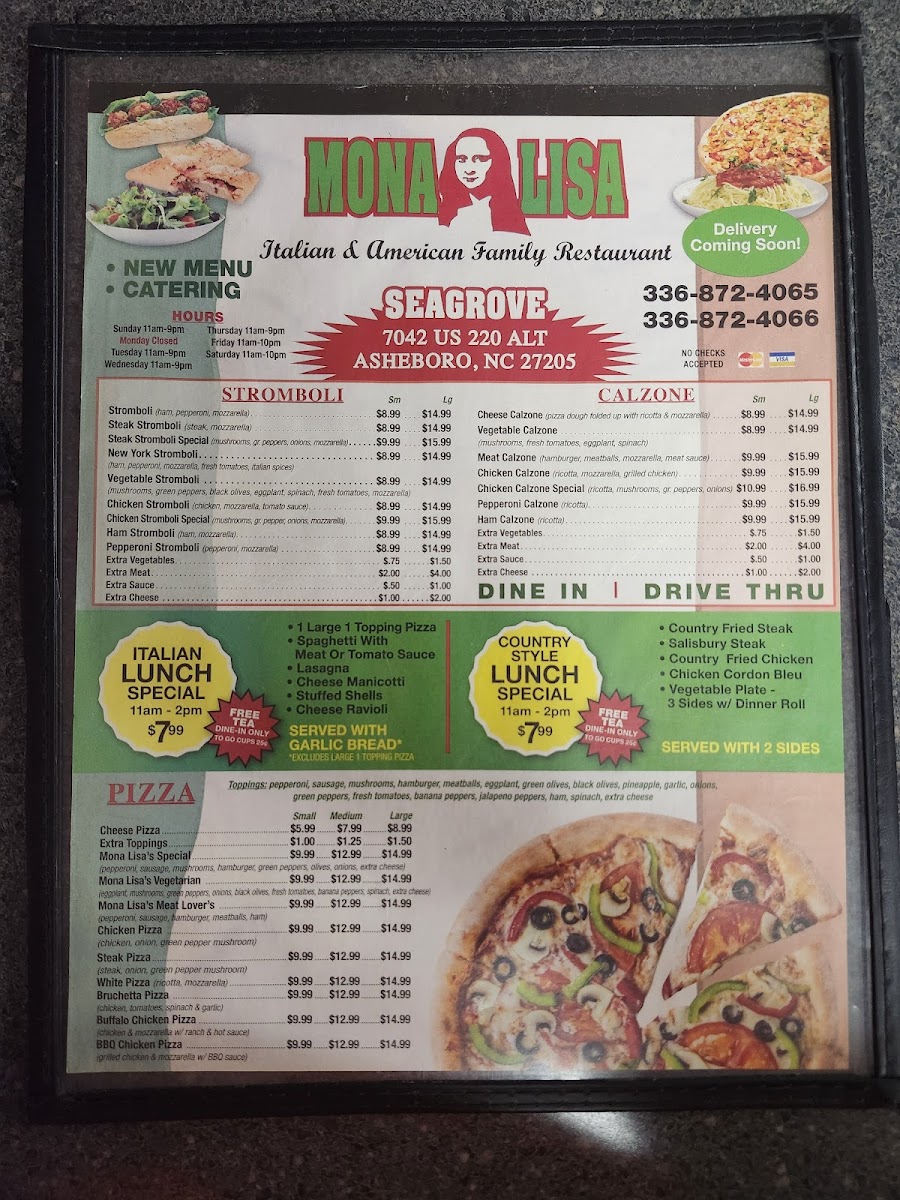 MONA LISA
Italian & American Family Restaurant
Delivery
Coming Soon!
• NEW MENU
• CATERING
SEAGROVE
7042 US 220 ALT
ASHEBORO, NC 27205
336-872-4065
336-872-4066
HOURS
Sunday 11am-9pm
Monday Closed
Tuesday 11am-9pm
Wednesday 11am-9pm
Thursday 11am-9pm
Friday 11am-10pm
Saturday 11am-10pm
NO CHECKS
ACCEPTED
MasterCard VISA
STROMBOLI Sm Lg
Stromboli (ham, pepperoni, mozzarella) $8.99 $14.99
Steak Stromboli (steak, mozzarella) $8.99 $14.99
Steak Stromboli Special (mushrooms, gr. peppers, onions, mozzarella) $9.99 $15.99
New York Stromboli $8.99 $14.99
(ham, pepperoni, mozzarella, fresh tomatoes, italian spices)
Vegetable Stromboli $8.99 $14.99
(mushrooms, green peppers, black olives, eggplant, spinach, fresh tomatoes, mozzarella)
Chicken Stromboli (chicken, mozzarella, tomato sauce) $8.99 $14.99
Chicken Stromboli Special (mushrooms, gr. pepper, onions, mozzarella) $9.99 $15.99
Ham Stromboli (ham, mozzarella) $8.99 $14.99
Pepperoni Stromboli (pepperoni, mozzarella) $8.99 $14.99
Extra Vegetables $.75 $1.50
Extra Meat $2.00 $4.00
Extra Sauce $.50 $1.00
Extra Cheese $1.00 $2.00
CALZONE Sm Lg
Cheese Calzone (pizza dough folded up with ricotta & mozzarella) $8.99 $14.99
Vegetable Calzone $8.99 $14.99
(mushrooms, fresh tomatoes, eggplant, spinach)
Meat Calzone (hamburger, meatballs, mozzarella, meat sauce) $9.99 $15.99
Chicken Calzone (ricotta, mozzarella, grilled chicken) $9.99 $15.99
Chicken Calzone Special (ricotta, mushrooms, gr. peppers, onions) $10.99 $16.99
Pepperoni Calzone (ricotta) $9.99 $15.99
Ham Calzone (ricotta) $9.99 $15.99
Extra Vegetables $.75 $1.50
Extra Meat $2.00 $4.00
Extra Sauce $.50 $1.00
Extra Cheese $1.00 $2.00
DINE IN | DRIVE THRU
ITALIAN
LUNCH
SPECIAL
11am - 2pm
$7.99
FREE
TEA
DINE-IN ONLY
TO GO CUPS 25¢
• 1 Large 1 Topping Pizza
• Spaghetti With
Meat Or Tomato Sauce
• Lasagna
• Cheese Manicotti
• Stuffed Shells
• Cheese Ravioli
SERVED WITH
GARLIC BREAD*
*EXCLUDES LARGE 1 TOPPING PIZZA
COUNTRY
STYLE
LUNCH
SPECIAL
11am - 2pm
$7.99
FREE
TEA
DINE-IN ONLY
TO GO CUPS 25¢
• Country Fried Steak
• Salisbury Steak
• Country Fried Chicken
• Chicken Cordon Bleu
• Vegetable Plate -
3 Sides w/ Dinner Roll
SERVED WITH 2 SIDES
PIZZA
Toppings: pepperoni, sausage, mushrooms, hamburger, meatballs, eggplant, green olives, black olives, pineapple, garlic, onions,
green peppers, fresh tomatoes, banana peppers, jalapeno peppers, ham, spinach, extra cheese
Small Medium Large
Cheese Pizza $5.99 $7.99 $8.99
Extra Toppings $1.00 $1.25 $1.50
Mona Lisa's Special $9.99 $12.99 $14.99
(pepperoni, sausage, mushrooms, hamburger, green peppers, olives, onions, extra cheese)
Mona Lisa's Vegetarian $9.99 $12.99 $14.99
(eggplant, mushrooms, green peppers, onions, black olives, fresh tomatoes, banana peppers, spinach, extra cheese)
Mona Lisa's Meat Lover's $9.99 $12.99 $14.99
(pepperoni, sausage, hamburger, meatballs, ham)
Chicken Pizza $9.99 $12.99 $14.99
(chicken, onion, green pepper mushroom)
Steak Pizza $9.99 $12.99 $14.99
(steak, onion, green pepper mushroom)
White Pizza (ricotta, mozzarella) $9.99 $12.99 $14.99
Bruchetta Pizza $9.99 $12.99 $14.99
(chicken, tomatoes, spinach & garlic)
Buffalo Chicken Pizza $9.99 $12.99 $14.99
(chicken & mozzarella w/ ranch & hot sauce)
BBQ Chicken Pizza $9.99 $12.99 $14.99
(grilled chicken & mozzarella w/ BBQ sauce)